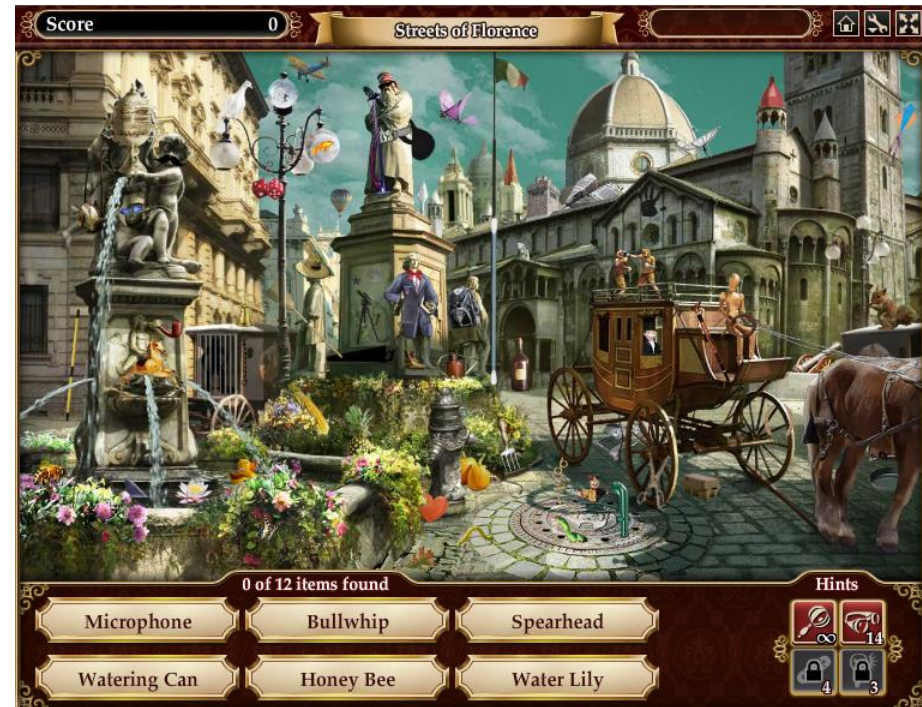 Score 0
Streets of Florence
0 of 12 items found
Hints
Microphone
Bullwhip
Spearhead
∞
14
Watering Can
Honey Bee
Water Lily
4
3